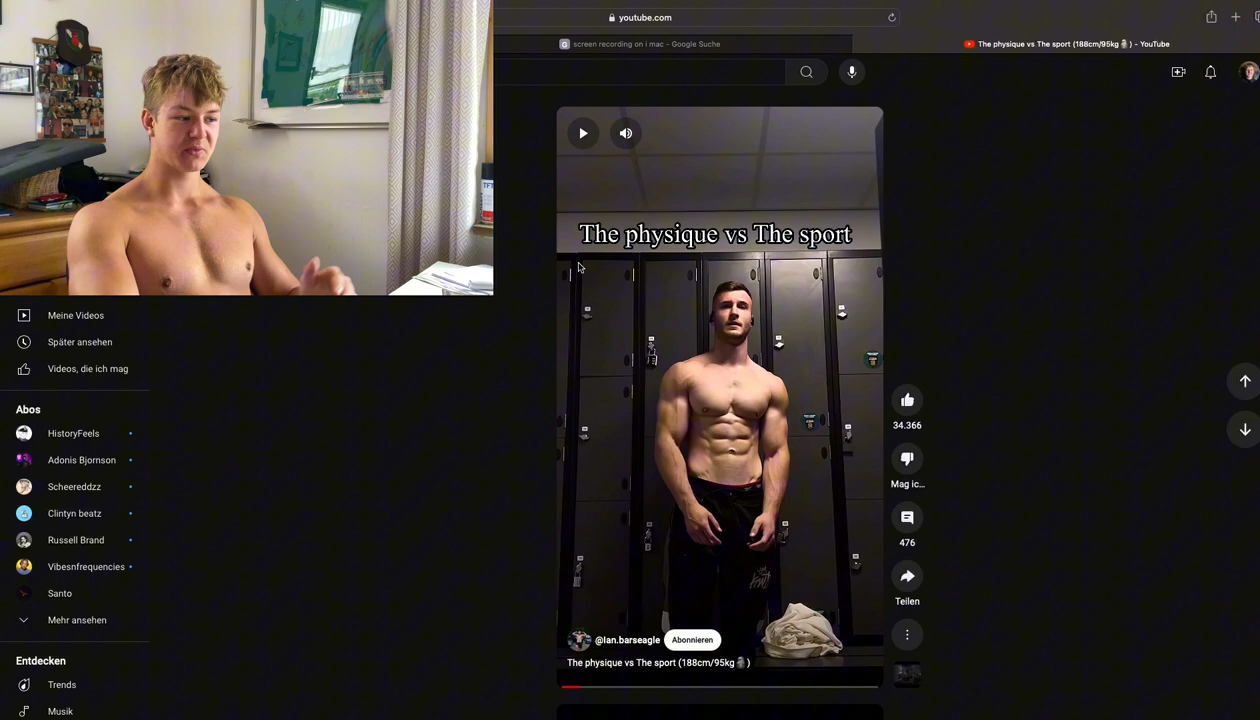 youtube.com
screen recording on i mac - Google Suche
The physique vs The sport (188cm/95kg🗿) - YouTube
TFT
The physique vs The sport
Meine Videos
Später ansehen
Videos, die ich mag
Abos
HistoryFeels
Adonis Bjornson
Scheereddzz
Clintyn beatz
Russell Brand
Vibesnfrequencies
Santo
Mehr ansehen
Entdecken
Trends
Musik
34.366
Mag ic...
476
Teilen
@Ian.barseagle
Abonnieren
The physique vs The sport (188cm/95kg🗿)